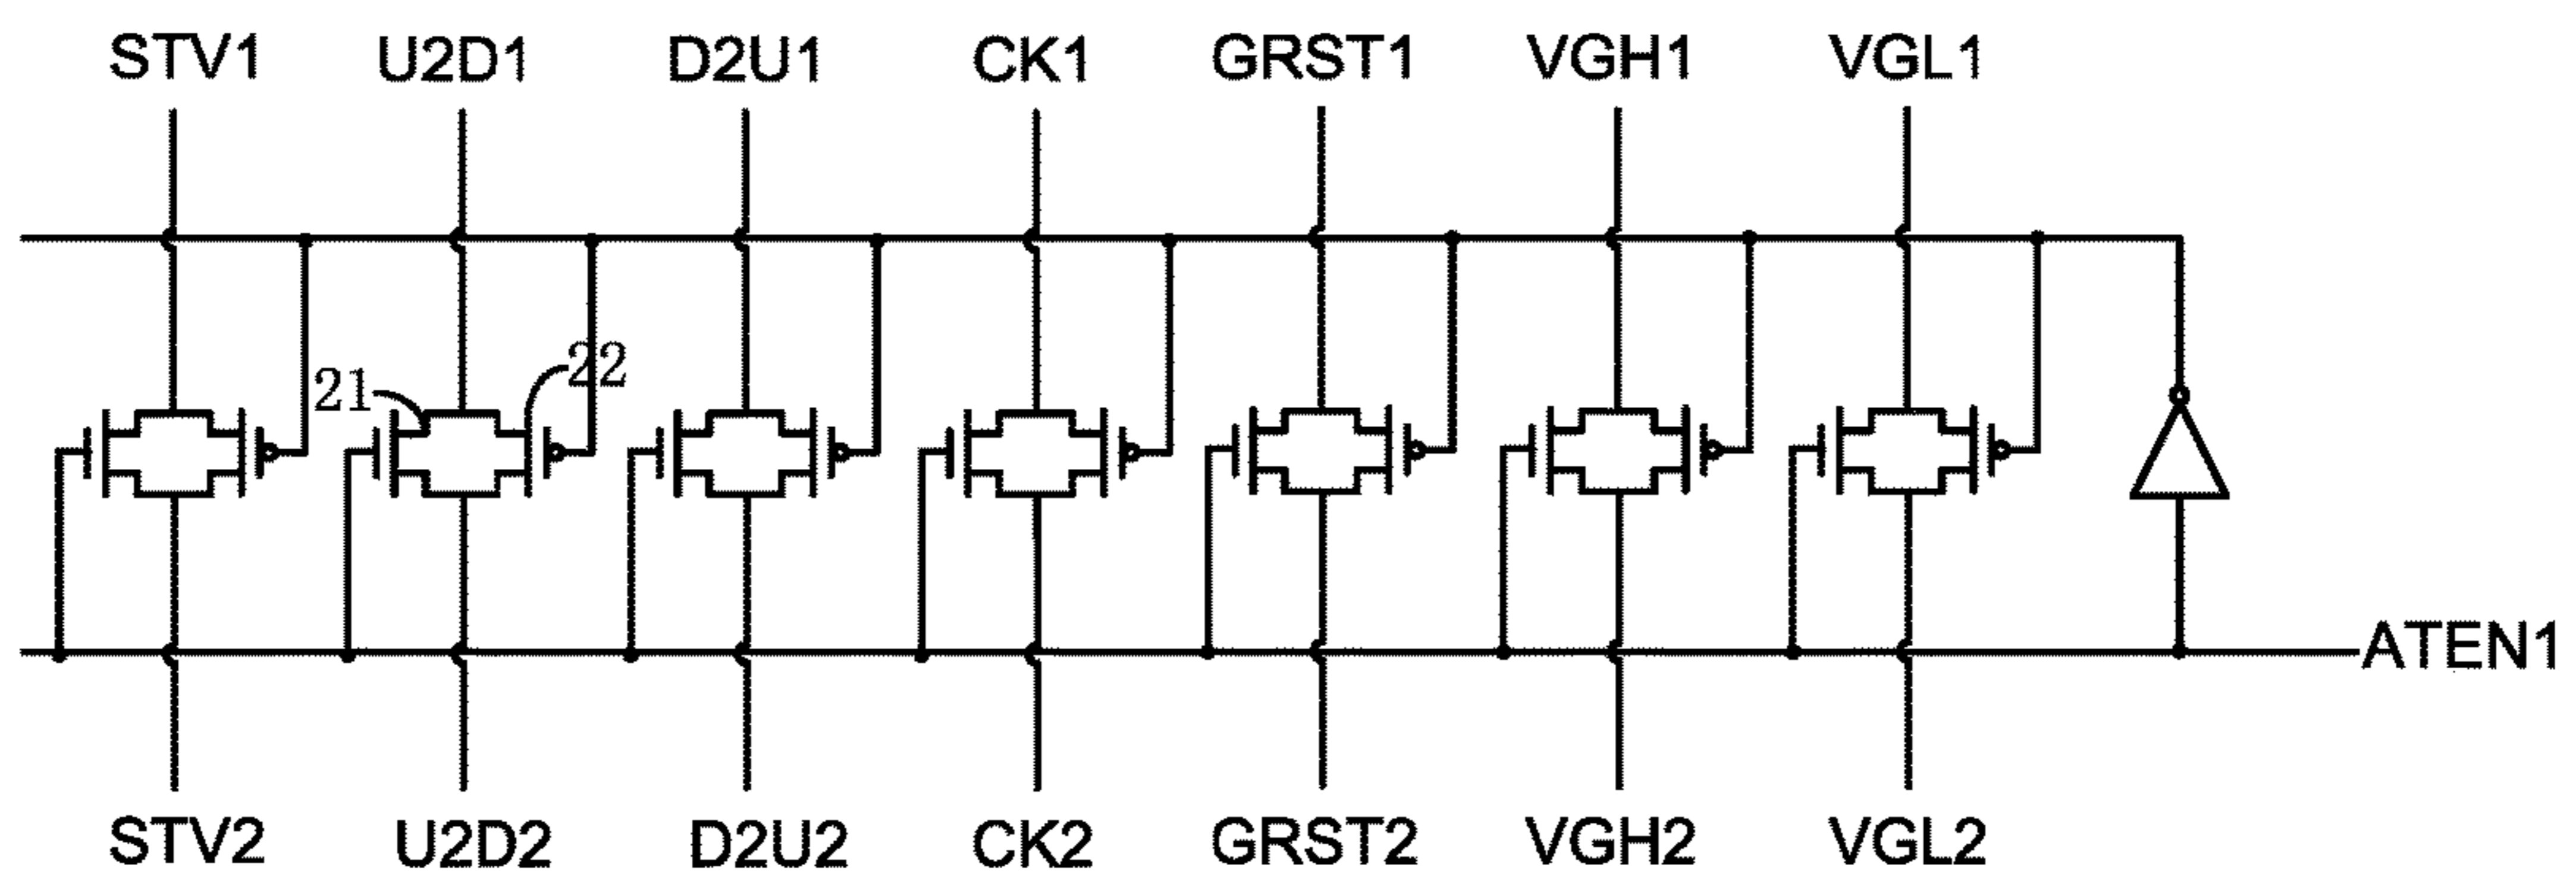 STV1 U2D1 D2U1 CK1 GRST1 VGH1 VGL1
21 22
ATEN1
STV2 U2D2 D2U2 CK2 GRST2 VGH2 VGL2